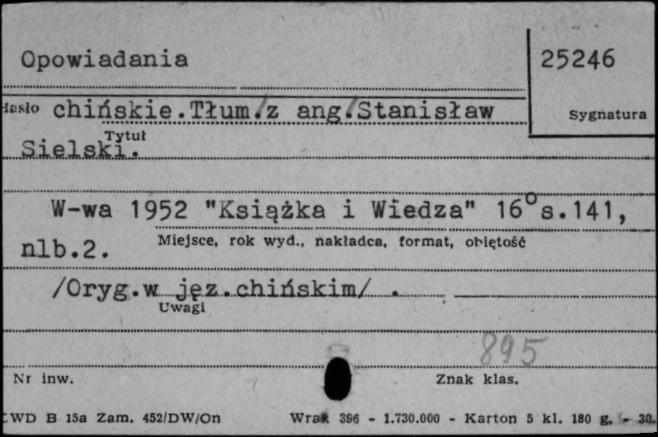 Opowiadania
25246
Hasło chińskie.Tłum./z ang./Stanisław
Sygnatura
Tytuł
Sielski.
W-wa 1952 "Książka i Wiedza" 16° s.141,
Miejsce, rok wyd., nakładca, format, objętość
nlb.2.
/Oryg.w jęz.chińskim/ .
Uwagi
895
Nr inw.
Znak klas.
LWD B 15a Zam. 452/DW/On Wrak 396 - 1.730.000 - Karton 5 kl. 180 g. - 30.